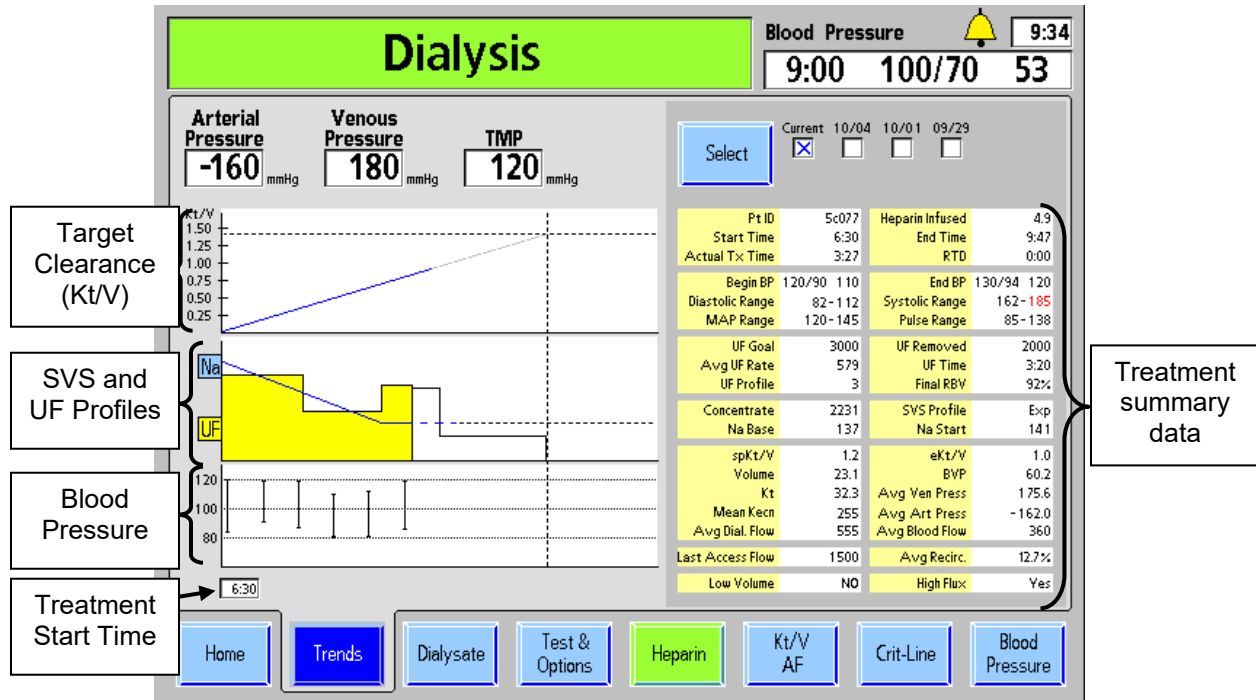 Dialysis
Blood Pressure 9:34
9:00 100/70 53
Arterial Pressure
-160 mmHg
Venous Pressure
180 mmHg
TMP
120 mmHg
Select
Current 10/04 10/01 09/29
Target
Clearance
(Kt/V)
Kt/V
1.50
1.25
1.00
0.75
0.50
0.25
SVS and
UF Profiles
Na
UF
Blood
Pressure
120
100
80
Treatment
Start Time
6:30
Pt ID 5c077 Heparin Infused 4.9
Start Time 6:30 End Time 9:47
Actual Tx Time 3:27 RTD 0:00
Begin BP 120/90 110 End BP 130/94 120
Diastolic Range 82-112 Systolic Range 162-185
MAP Range 120-145 Pulse Range 85-138
UF Goal 3000 UF Removed 2000
Avg UF Rate 579 UF Time 3:20
UF Profile 3 Final RBV 92%
Concentrate 2231 SVS Profile Exp
Na Base 137 Na Start 141
spKt/V 1.2 eKt/V 1.0
Volume 23.1 BVP 60.2
Kt 32.3 Avg Ven Press 175.6
Mean Kecn 255 Avg Art Press -162.0
Avg Dial. Flow 555 Avg Blood Flow 360
Last Access Flow 1500 Avg Recirc. 12.7%
Low Volume NO High Flux Yes
Treatment
summary
data
Home
Trends
Dialysate
Test &
Options
Heparin
Kt/V
AF
Crit-Line
Blood
Pressure